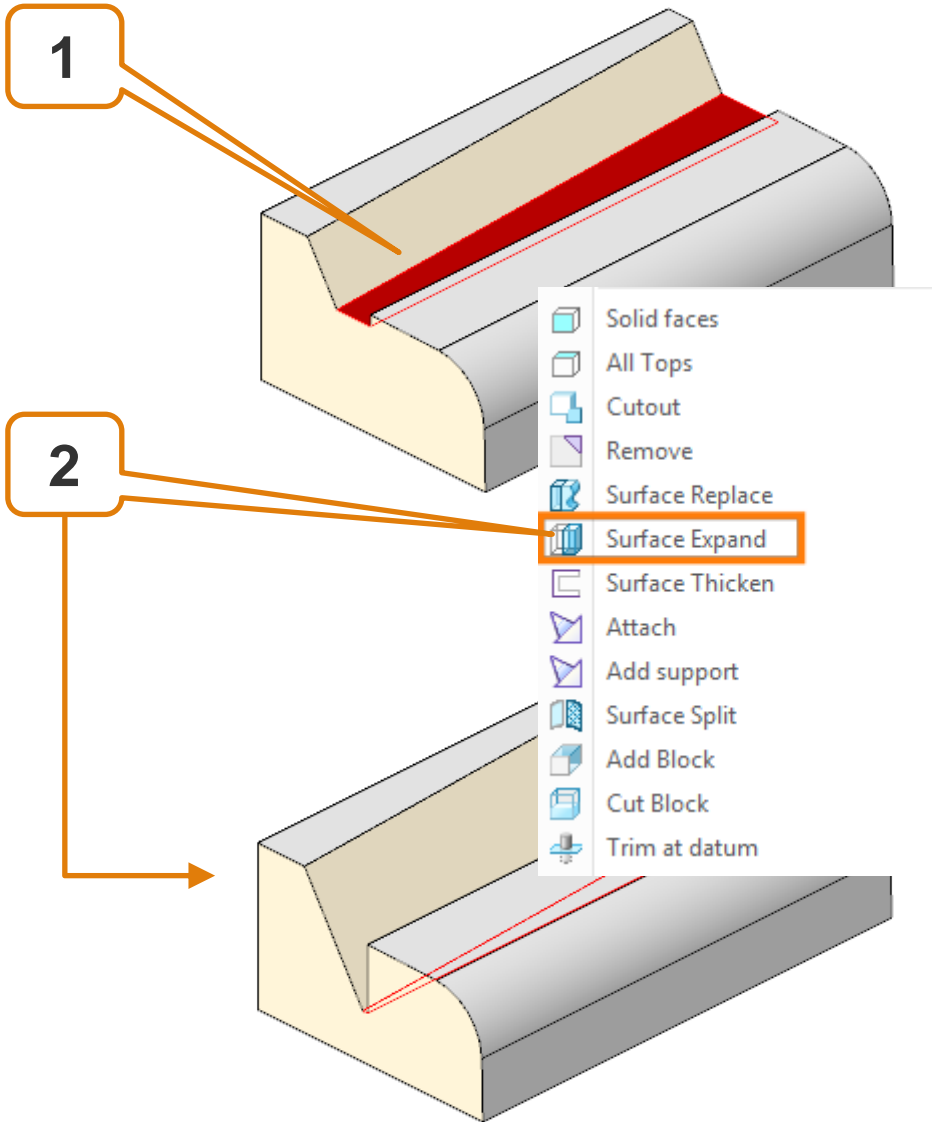 1
Solid faces
All Tops
Cutout
Remove
2
Surface Replace
Surface Expand
Surface Thicken
Attach
Add support
Surface Split
Add Block
Cut Block
Trim at datum